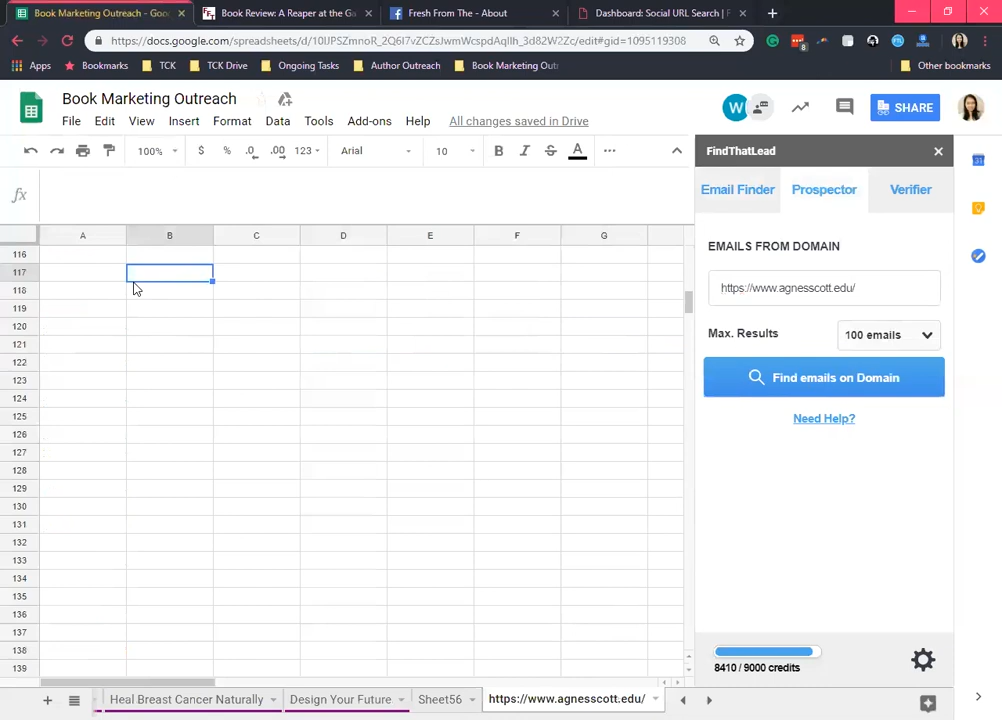 Book Marketing Outreach - Goo
Book Review: A Reaper at the Ga
Fresh From The - About
Dashboard: Social URL Search | F
https://docs.google.com/spreadsheets/d/10IJPSZmnoR_2Q6I7vZCZsJwmWcspdAqIlh_3d82W2Zc/edit#gid=1095119308
8
Apps
Bookmarks
TCK
TCK Drive
Ongoing Tasks
Author Outreach
Book Marketing Outr
Other bookmarks
Book Marketing Outreach
W
SHARE
File Edit View Insert Format Data Tools Add-ons Help All changes saved in Drive
100% $ % .0 .00 123 Arial 10 B I S A
FindThatLead
31
fx
Email Finder Prospector Verifier
A B C D E F G
EMAILS FROM DOMAIN
https://www.agnesscott.edu/
Max. Results 100 emails
Find emails on Domain
Need Help?
116
117
118
119
120
121
122
123
124
125
126
127
128
129
130
131
132
133
134
135
136
137
138
139
8410 / 9000 credits
Heal Breast Cancer Naturally Design Your Future Sheet56 https://www.agnesscott.edu/